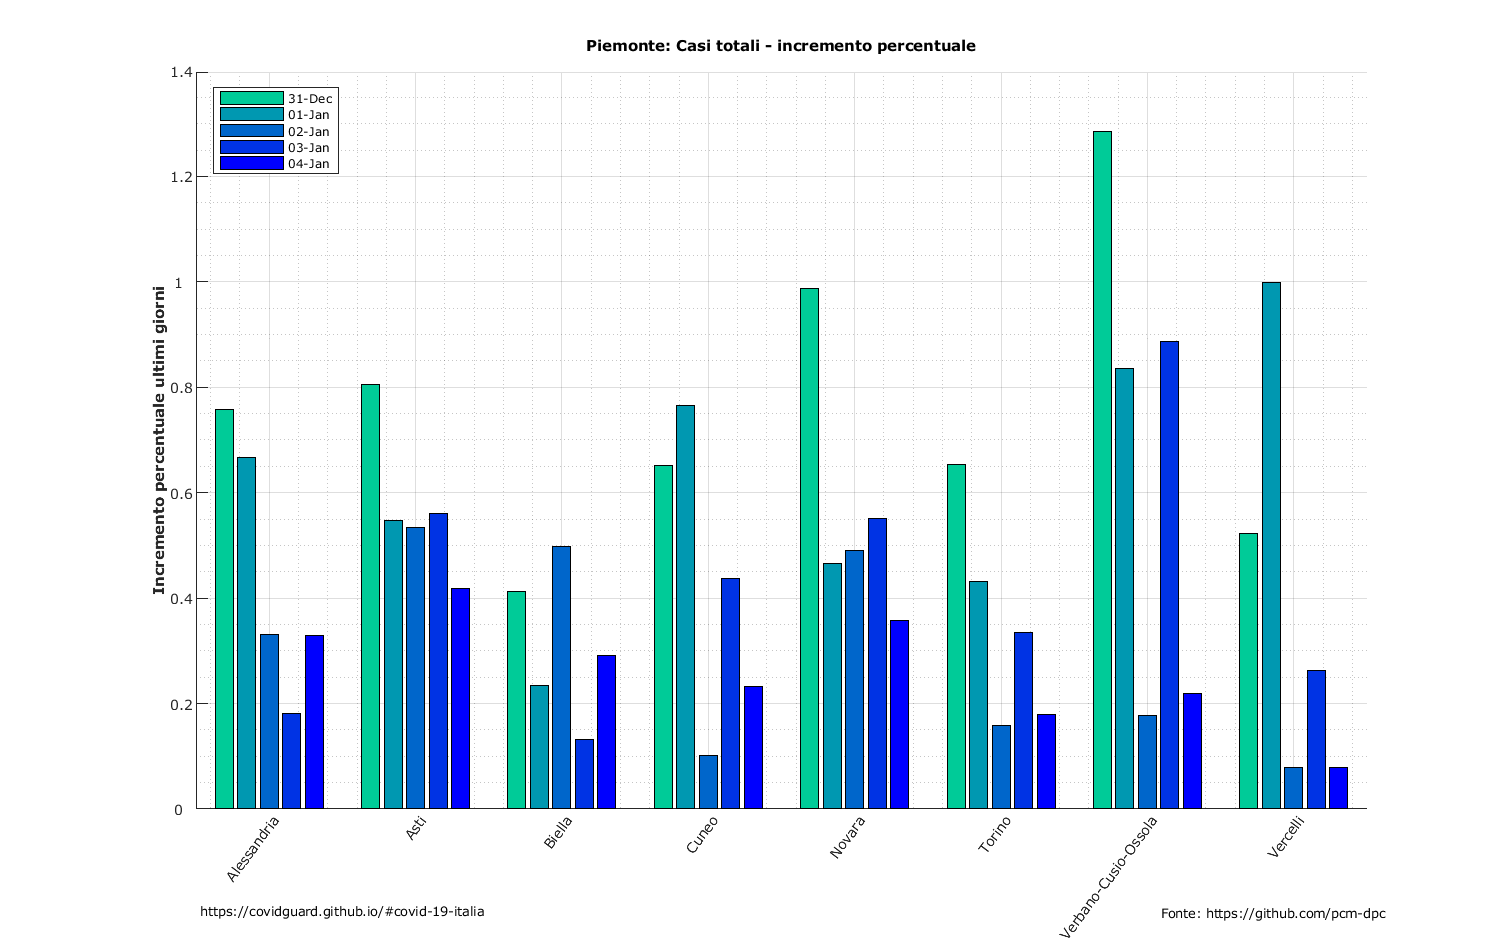 Piemonte: Casi totali - incremento percentuale
31-Dec
01-Jan
02-Jan
03-Jan
04-Jan
Incremento percentuale ultimi giorni
1.4
1.2
1
0.8
0.6
0.4
0.2
0
Alessandria
Asti
Biella
Cuneo
Novara
Torino
Verbano-Cusio-Ossola
Vercelli
https://covidguard.github.io/#covid-19-italia
Fonte: https://github.com/pcm-dpc